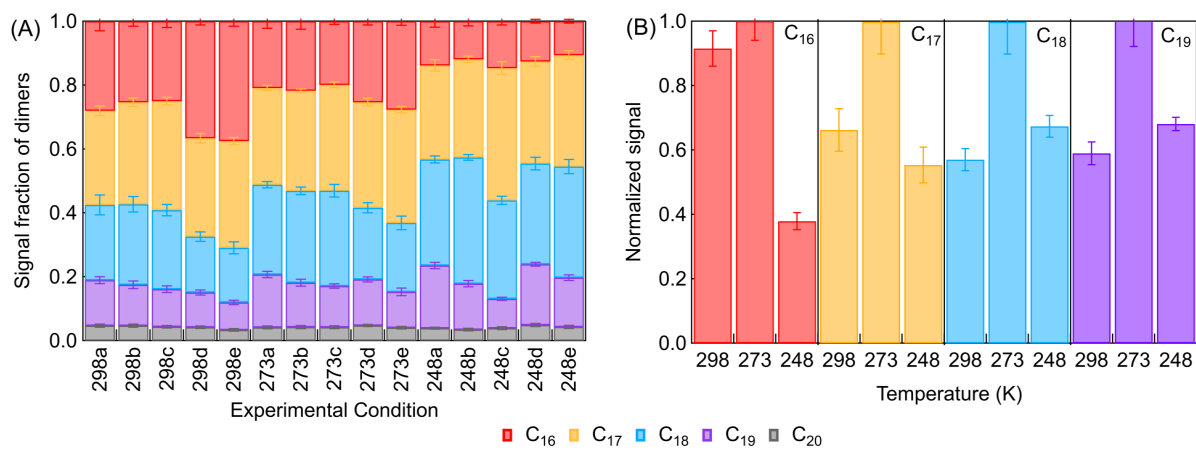 (A)
Signal fraction of dimers
1.0
0.8
0.6
0.4
0.2
0.0
298a 298b 298c 298d 298e 273a 273b 273c 273d 273e 248a 248b 248c 248d 248e
Experimental Condition
(B)
Normalized signal
1.0
0.8
0.6
0.4
0.2
0.0
C16 C17 C18 C19
298 273 248 298 273 248 298 273 248 298 273 248
Temperature (K)
C16 C17 C18 C19 C20